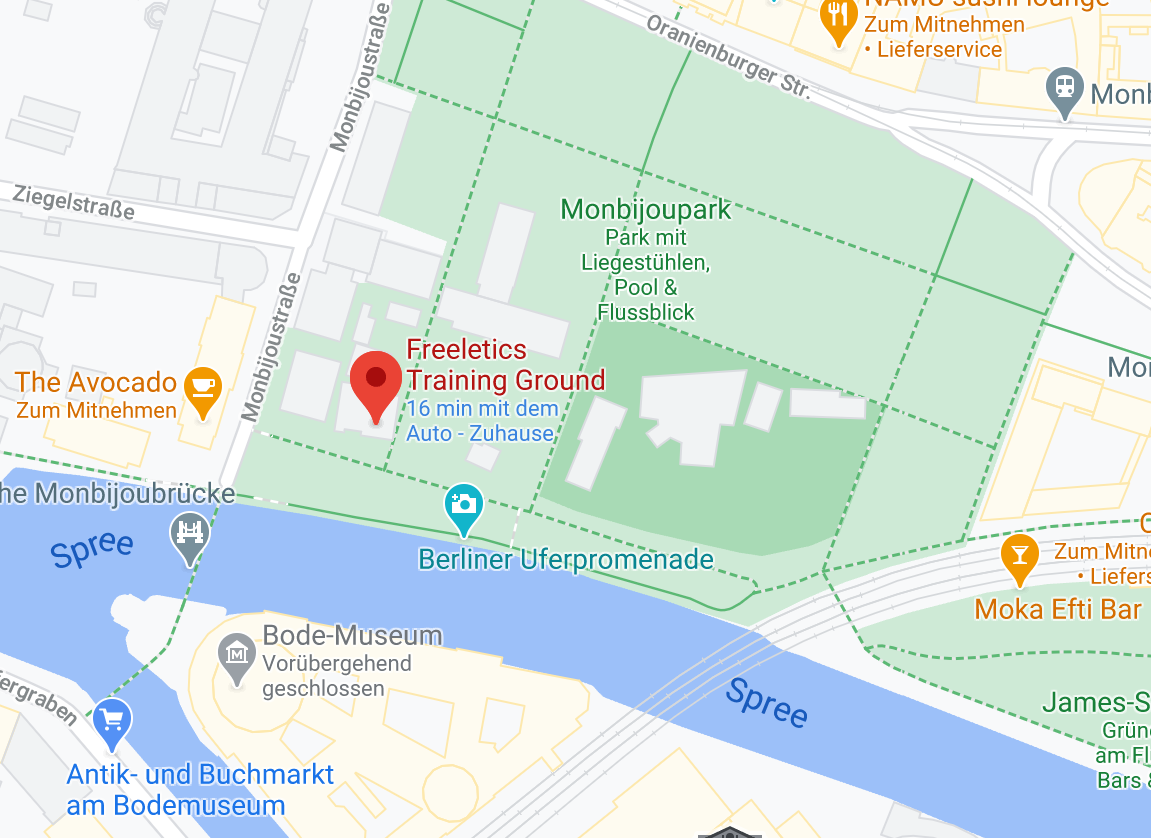 NAMO sushi lounge
Zum Mitnehmen
• Lieferservice
Oranienburger Str.
Monbijoustraße
Monb
Ziegelstraße
Monbijoupark
Park mit
Liegestühlen,
Pool &
Flussblick
Monbijoustraße
Freeletics
Training Ground
16 min mit dem
Auto - Zuhause
The Avocado
Zum Mitnehmen
Mo
he Monbijoubrücke
Spree
Berliner Uferpromenade
Zum Mitne
• Liefers
Moka Efti Bar
Bode-Museum
Vorübergehend
geschlossen
ergraben
Spree
James-S
Grün
am Fl
Bars &
Antik- und Buchmarkt
am Bodemuseum